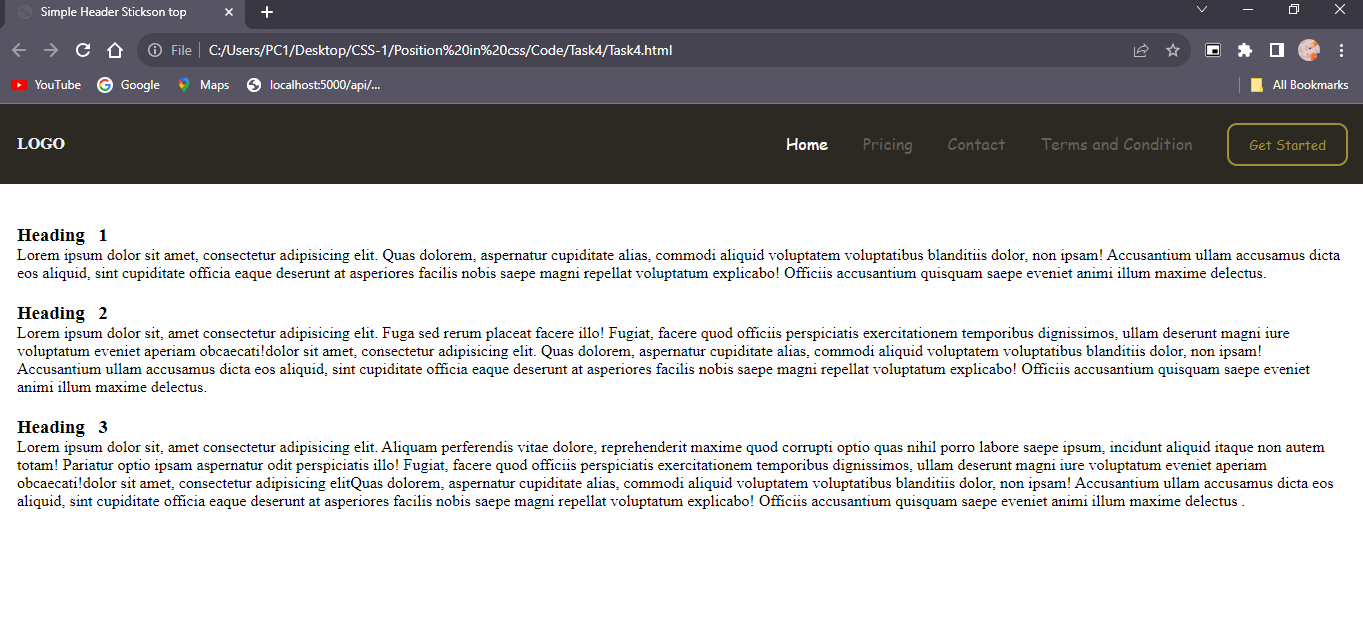 Simple Header Stickson top
File C:/Users/PC1/Desktop/CSS-1/Position%20in%20css/Code/Task4/Task4.html
YouTube Google Maps localhost:5000/api/... All Bookmarks
LOGO Home Pricing Contact Terms and Condition Get Started
Heading 1
Lorem ipsum dolor sit amet, consectetur adipisicing elit. Quas dolorem, aspernatur cupiditate alias, commodi aliquid voluptatem voluptatibus blanditiis dolor, non ipsam! Accusantium ullam accusamus dicta
eos aliquid, sint cupiditate officia eaque deserunt at asperiores facilis nobis saepe magni repellat voluptatum explicabo! Officiis accusantium quisquam saepe eveniet animi illum maxime delectus.
Heading 2
Lorem ipsum dolor sit, amet consectetur adipisicing elit. Fuga sed rerum placeat facere illo! Fugiat, facere quod officiis perspiciatis exercitationem temporibus dignissimos, ullam deserunt magni iure
voluptatum eveniet aperiam obcaecati!dolor sit amet, consectetur adipisicing elit. Quas dolorem, aspernatur cupiditate alias, commodi aliquid voluptatem voluptatibus blanditiis dolor, non ipsam!
Accusantium ullam accusamus dicta eos aliquid, sint cupiditate officia eaque deserunt at asperiores facilis nobis saepe magni repellat voluptatum explicabo! Officiis accusantium quisquam saepe eveniet
animi illum maxime delectus.
Heading 3
Lorem ipsum dolor sit, amet consectetur adipisicing elit. Aliquam perferendis vitae dolore, reprehenderit maxime quod corrupti optio quas nihil porro labore saepe ipsum, incidunt aliquid itaque non autem
totam! Pariatur optio ipsam aspernatur odit perspiciatis illo! Fugiat, facere quod officiis perspiciatis exercitationem temporibus dignissimos, ullam deserunt magni iure voluptatum eveniet aperiam
obcaecati!dolor sit amet, consectetur adipisicing elitQuas dolorem, aspernatur cupiditate alias, commodi aliquid voluptatem voluptatibus blanditiis dolor, non ipsam! Accusantium ullam accusamus dicta eos
aliquid, sint cupiditate officia eaque deserunt at asperiores facilis nobis saepe magni repellat voluptatum explicabo! Officiis accusantium quisquam saepe eveniet animi illum maxime delectus .